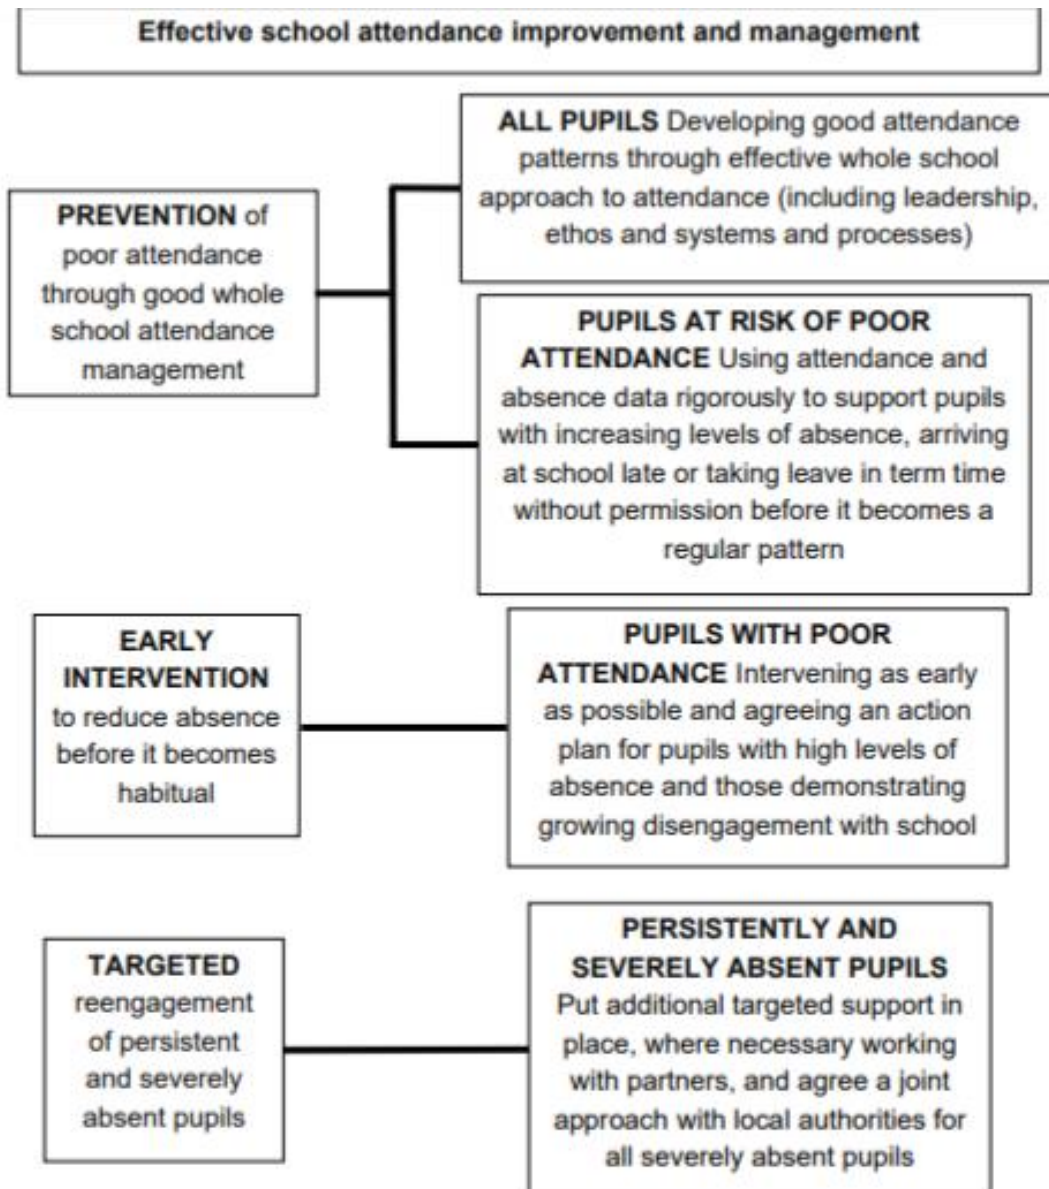 Effective school attendance improvement and management
PREVENTION of
poor attendance
through good whole
school attendance
management
ALL PUPILS Developing good attendance
patterns through effective whole school
approach to attendance (including leadership,
ethos and systems and processes)
PUPILS AT RISK OF POOR
ATTENDANCE Using attendance and
absence data rigorously to support pupils
with increasing levels of absence, arriving
at school late or taking leave in term time
without permission before it becomes a
regular pattern
EARLY
INTERVENTION
to reduce absence
before it becomes
habitual
PUPILS WITH POOR
ATTENDANCE Intervening as early
as possible and agreeing an action
plan for pupils with high levels of
absence and those demonstrating
growing disengagement with school
TARGETED
reengagement
of persistent
and severely
absent pupils
PERSISTENTLY AND
SEVERELY ABSENT PUPILS
Put additional targeted support in
place, where necessary working
with partners, and agree a joint
approach with local authorities for
all severely absent pupils